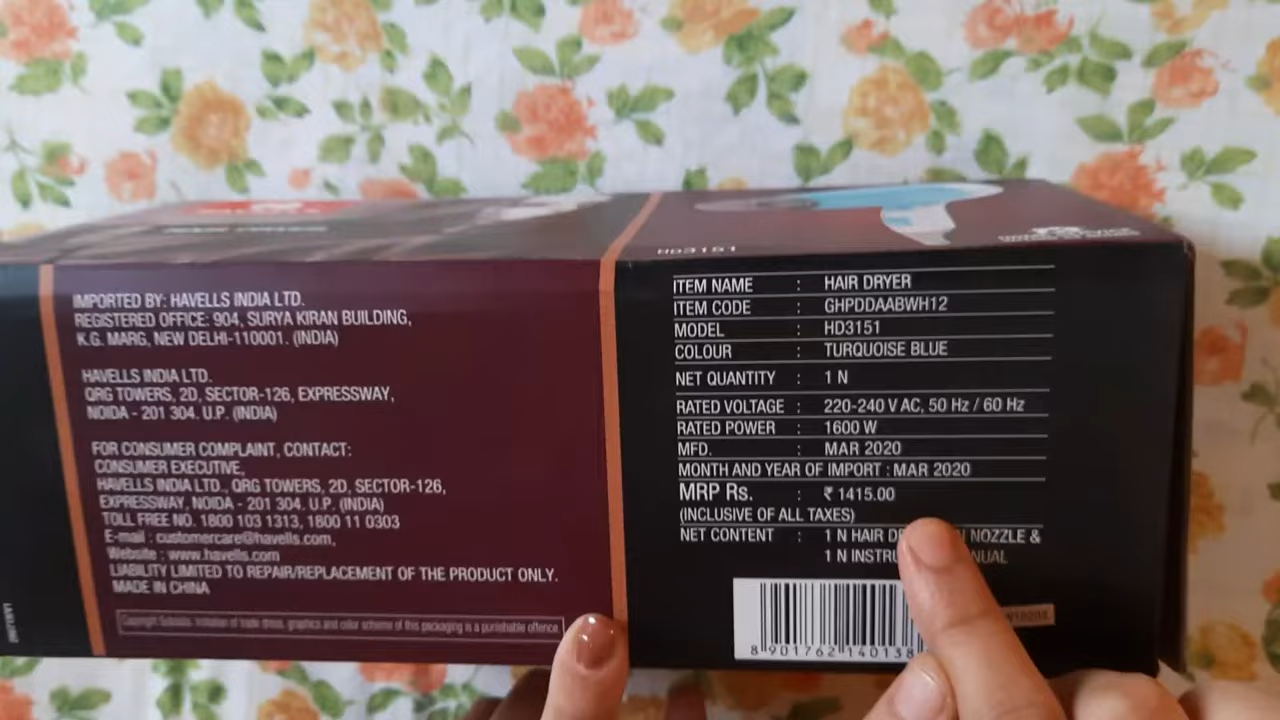 HD3151
IMPORTED BY: HAVELLS INDIA LTD.
REGISTERED OFFICE: 904, SURYA KIRAN BUILDING,
K.G. MARG, NEW DELHI-110001. (INDIA)
HAVELLS INDIA LTD.
QRG TOWERS, 2D, SECTOR-126, EXPRESSWAY,
NOIDA - 201 304. U.P. (INDIA)
FOR CONSUMER COMPLAINT, CONTACT:
CONSUMER EXECUTIVE,
HAVELLS INDIA LTD., QRG TOWERS, 2D, SECTOR-126,
EXPRESSWAY, NOIDA - 201 304. U.P. (INDIA)
TOLL FREE NO. 1800 103 1313, 1800 11 0303
E-mail : customercare@havells.com,
Website : www.havells.com
LIABILITY LIMITED TO REPAIR/REPLACEMENT OF THE PRODUCT ONLY.
MADE IN CHINA
Copyright Subsists. Imitation of trade dress, graphics and color scheme of this packaging is a punishable offence.
ITEM NAME : HAIR DRYER
ITEM CODE : GHPDDAABWH12
MODEL : HD3151
COLOUR : TURQUOISE BLUE
NET QUANTITY : 1 N
RATED VOLTAGE : 220-240 V AC, 50 Hz / 60 Hz
RATED POWER : 1600 W
MFD. : MAR 2020
MONTH AND YEAR OF IMPORT : MAR 2020
MRP Rs. : ₹ 1415.00
(INCLUSIVE OF ALL TAXES)
NET CONTENT : 1 N HAIR NOZZLE &
1 N
8 901762 140138